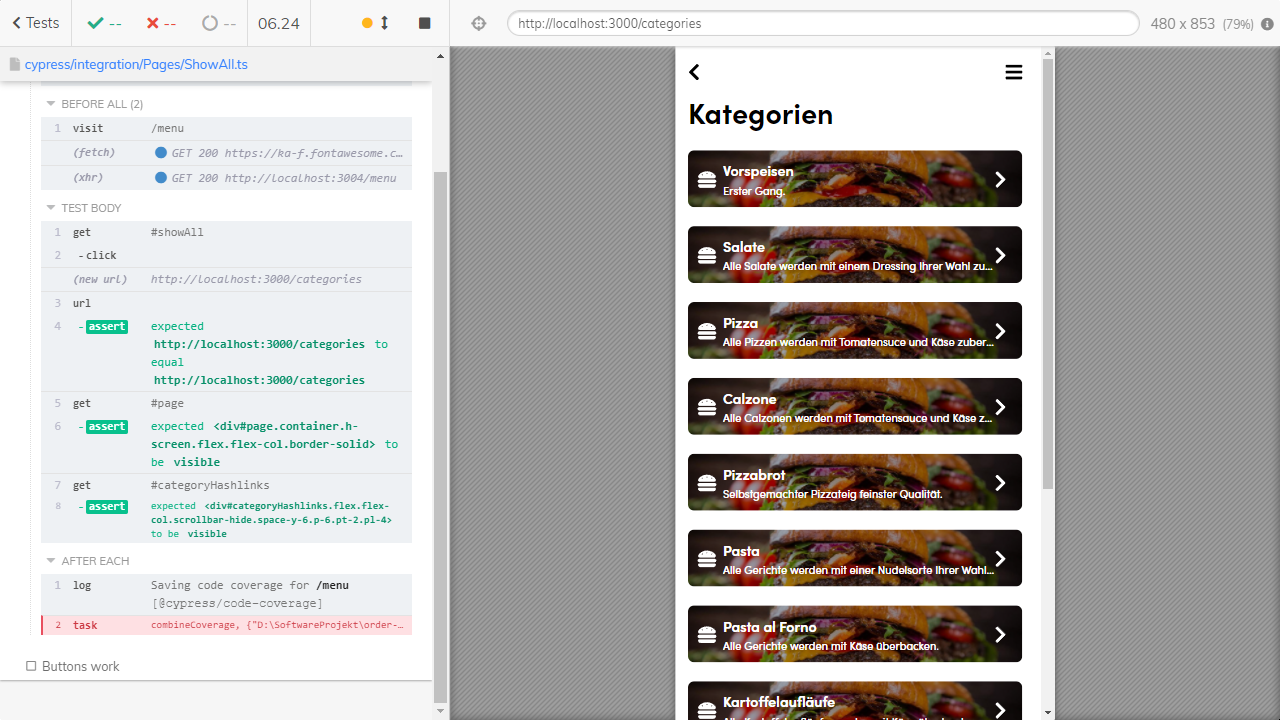 Tests
--
--
--
06.24
http://localhost:3000/categories
480 x 853 (79%)
cypress/integration/Pages/ShowAll.ts
BEFORE ALL (2)
1 visit /menu
(fetch) GET 200 https://ka-f.fontawesome.c...
(xhr) GET 200 http://localhost:3004/menu
TEST BODY
1 get #showAll
2 -click
(new url) http://localhost:3000/categories
3 url
4 -assert expected
http://localhost:3000/categories to
equal
http://localhost:3000/categories
5 get #page
6 -assert expected <div#page.container.h-
screen.flex.flex-col.border-solid> to
be visible
7 get #categoryHashlinks
8 -assert expected <div#categoryHashlinks.flex.flex-
col.scrollbar-hide.space-y-6.p-6.pt-2.pl-4>
to be visible
AFTER EACH
1 log Saving code coverage for /menu
[@cypress/code-coverage]
2 task combineCoverage, {"D:\SoftwareProjekt\order-...
Buttons work
Kategorien
Vorspeisen
Erster Gang.
Salate
Alle Salate werden mit einem Dressing Ihrer Wahl zu...
Pizza
Alle Pizzen werden mit Tomatensuce und Käse zuber...
Calzone
Alle Calzonen werden mit Tomatensauce und Käse z...
Pizzabrot
Selbstgemachter Pizzateig feinster Qualität.
Pasta
Alle Gerichte werden mit einer Nudelsorte Ihrer Wahl...
Pasta al Forno
Alle Gerichte werden mit Käse überbacken.
Kartoffelaufläufe